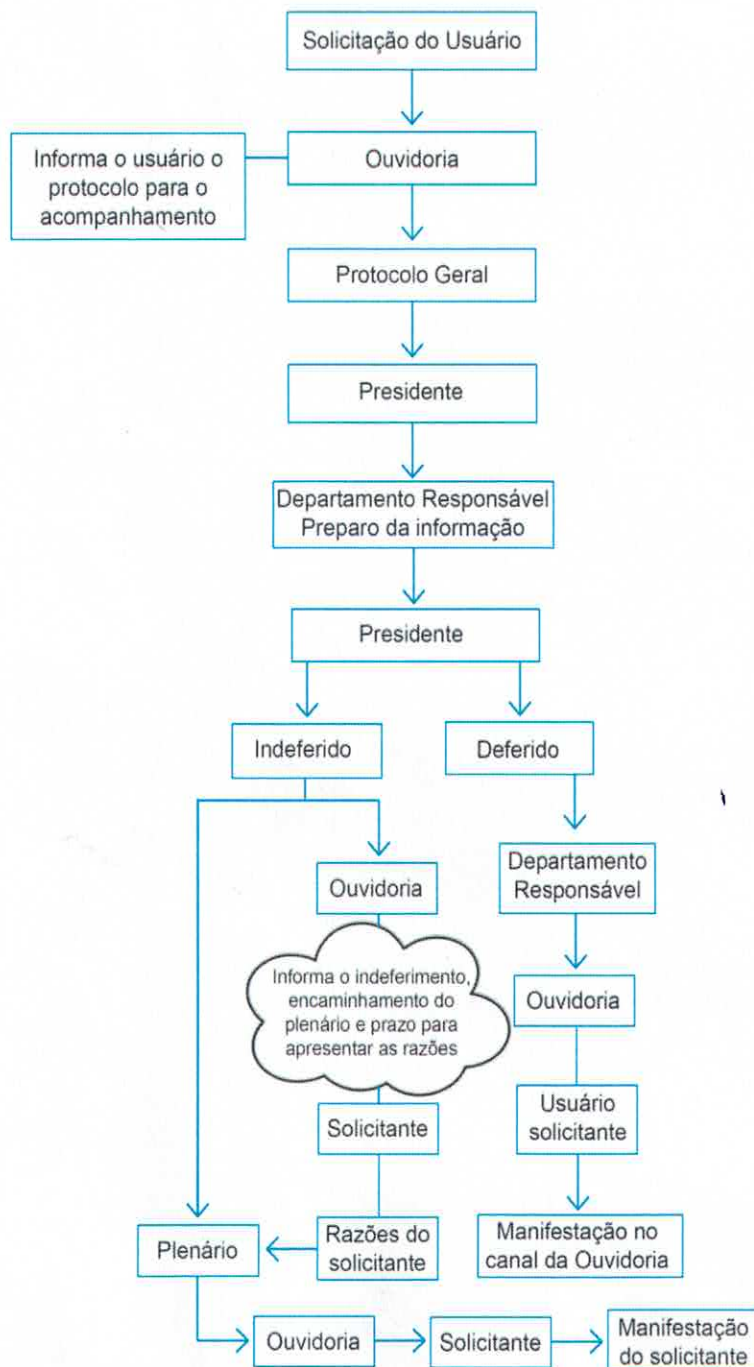 Solicitação do Usuário
Informa o usuário o
protocolo para o
acompanhamento
Ouvidoria
Protocolo Geral
Presidente
Departamento Responsável
Preparo da informação
Presidente
Indeferido
Deferido
Ouvidoria
Departamento
Responsável
Informa o indeferimento,
encaminhamento do
plenário e prazo para
apresentar as razões
Ouvidoria
Solicitante
Usuário
solicitante
Plenário
Razões do
solicitante
Manifestação no
canal da Ouvidoria
Ouvidoria
Solicitante
Manifestação
do solicitante